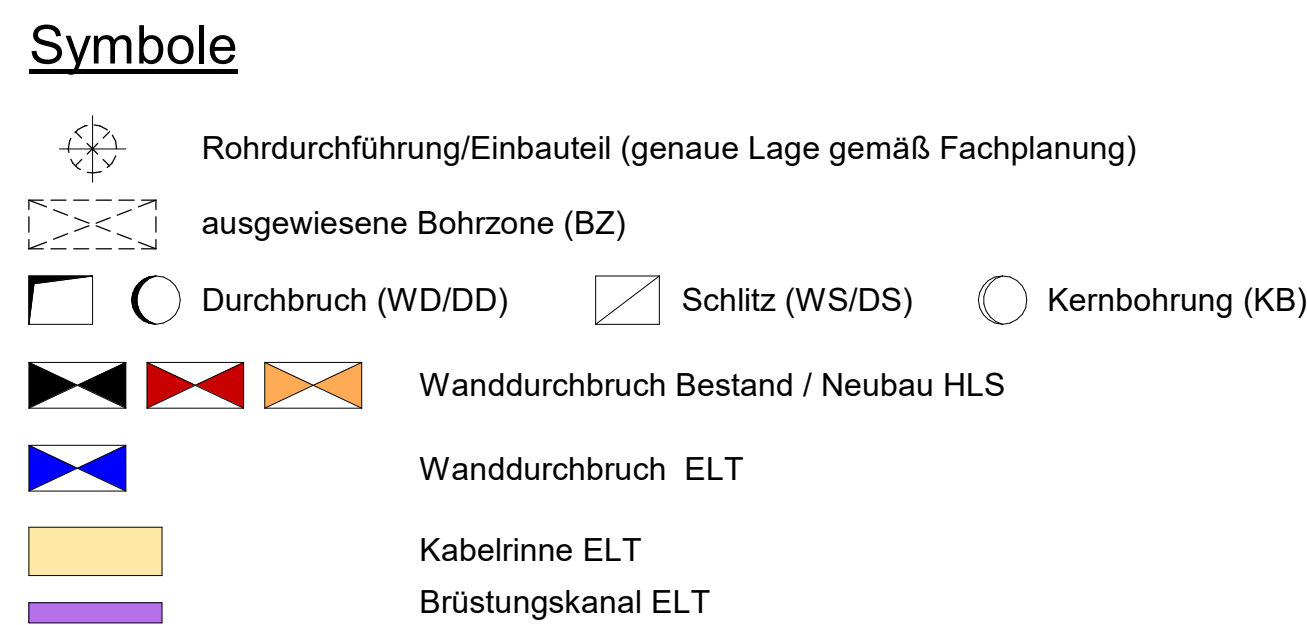 Symbole
Rohrdurchführung/Einbauteil (genaue Lage gemäß Fachplanung)
ausgewiesene Bohrzone (BZ)
Durchbruch (WD/DD) Schlitz (WS/DS) Kernbohrung (KB)
Wanddurchbruch Bestand / Neubau HLS
Wanddurchbruch ELT
Kabelrinne ELT
Brüstungskanal ELT